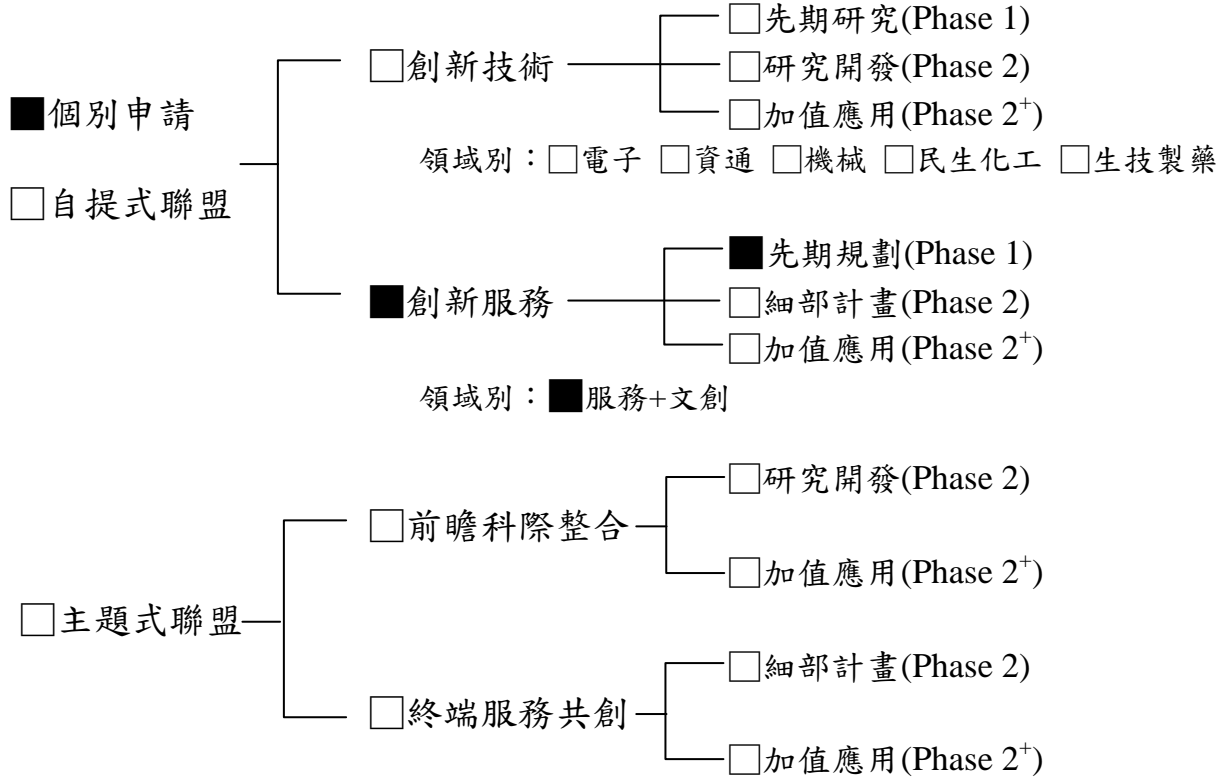 □先期研究(Phase 1)
□創新技術
□研究開發(Phase 2)
■個別申請
□加值應用(Phase 2⁺)
領域別：□電子 □資通 □機械 □民生化工 □生技製藥
□自提式聯盟
■先期規劃(Phase 1)
■創新服務
□細部計畫(Phase 2)
□加值應用(Phase 2⁺)
領域別：■服務+文創
□研究開發(Phase 2)
□前瞻科際整合
□加值應用(Phase 2⁺)
□主題式聯盟
□細部計畫(Phase 2)
□終端服務共創
□加值應用(Phase 2⁺)